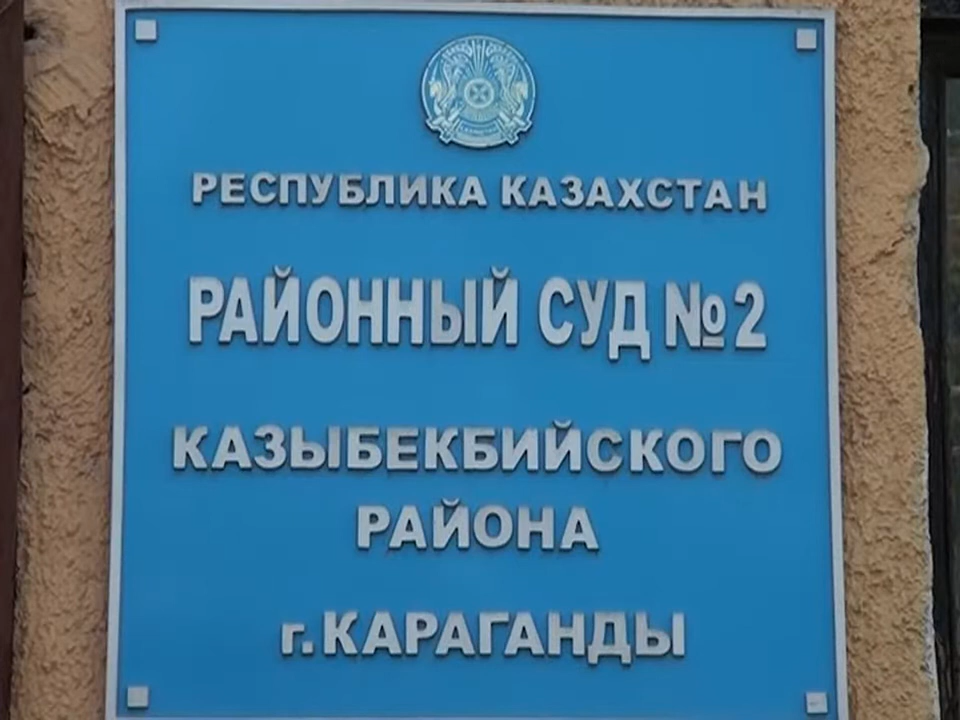 РЕСПУБЛИКА КАЗАХСТАН
РАЙОННЫЙ СУД №2
КАЗЫБЕКБИЙСКОГО
РАЙОНА
г.КАРАГАНДЫ